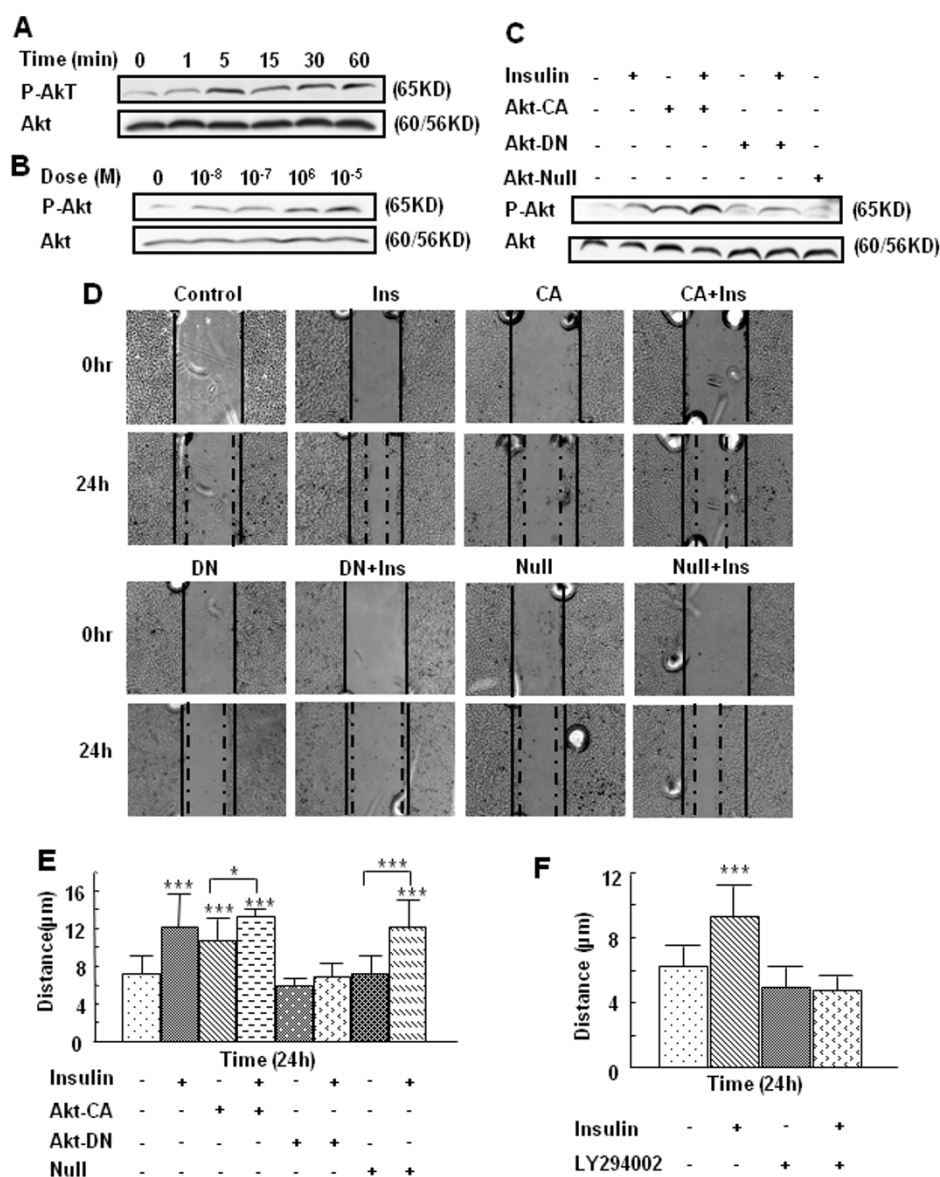 A
Time (min) 0 1 5 15 30 60
P-AkT (65KD)
Akt (60/56KD)
B
Dose (M) 0 10⁻⁸ 10⁻⁷ 10⁶ 10⁻⁵
P-Akt (65KD)
Akt (60/56KD)
C
Insulin - + - + - + -
Akt-CA - - + + - - -
Akt-DN - - - - + + -
Akt-Null - - - - - - +
P-Akt (65KD)
Akt (60/56KD)
D
Control Ins CA CA+Ins
0hr
24h
DN DN+Ins Null Null+Ins
0hr
24h
E
Distance(μm)
16
12
8
4
0
*** *** * *** *** ***
Time (24h)
Insulin - + - + - + - +
Akt-CA - - + + - - - -
Akt-DN - - - - + + - -
Null - - - - - - + +
F
Distance (μm)
12
8
4
0
***
Time (24h)
Insulin - + - +
LY294002 - - + +